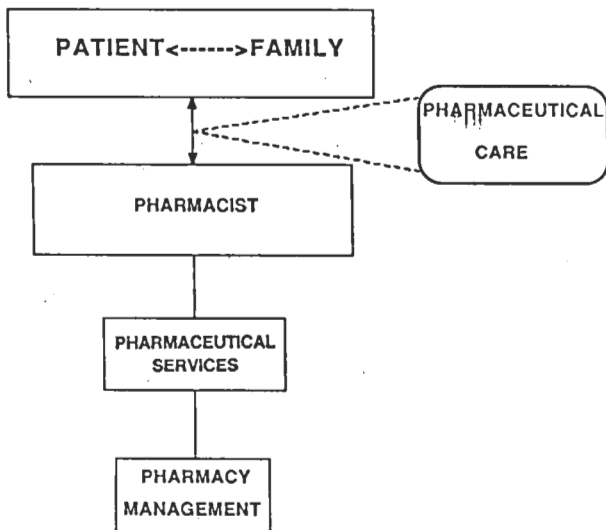 PATIENT<------>FAMILY
PHARMACEUTICAL
CARE
PHARMACIST
PHARMACEUTICAL
SERVICES
PHARMACY
MANAGEMENT